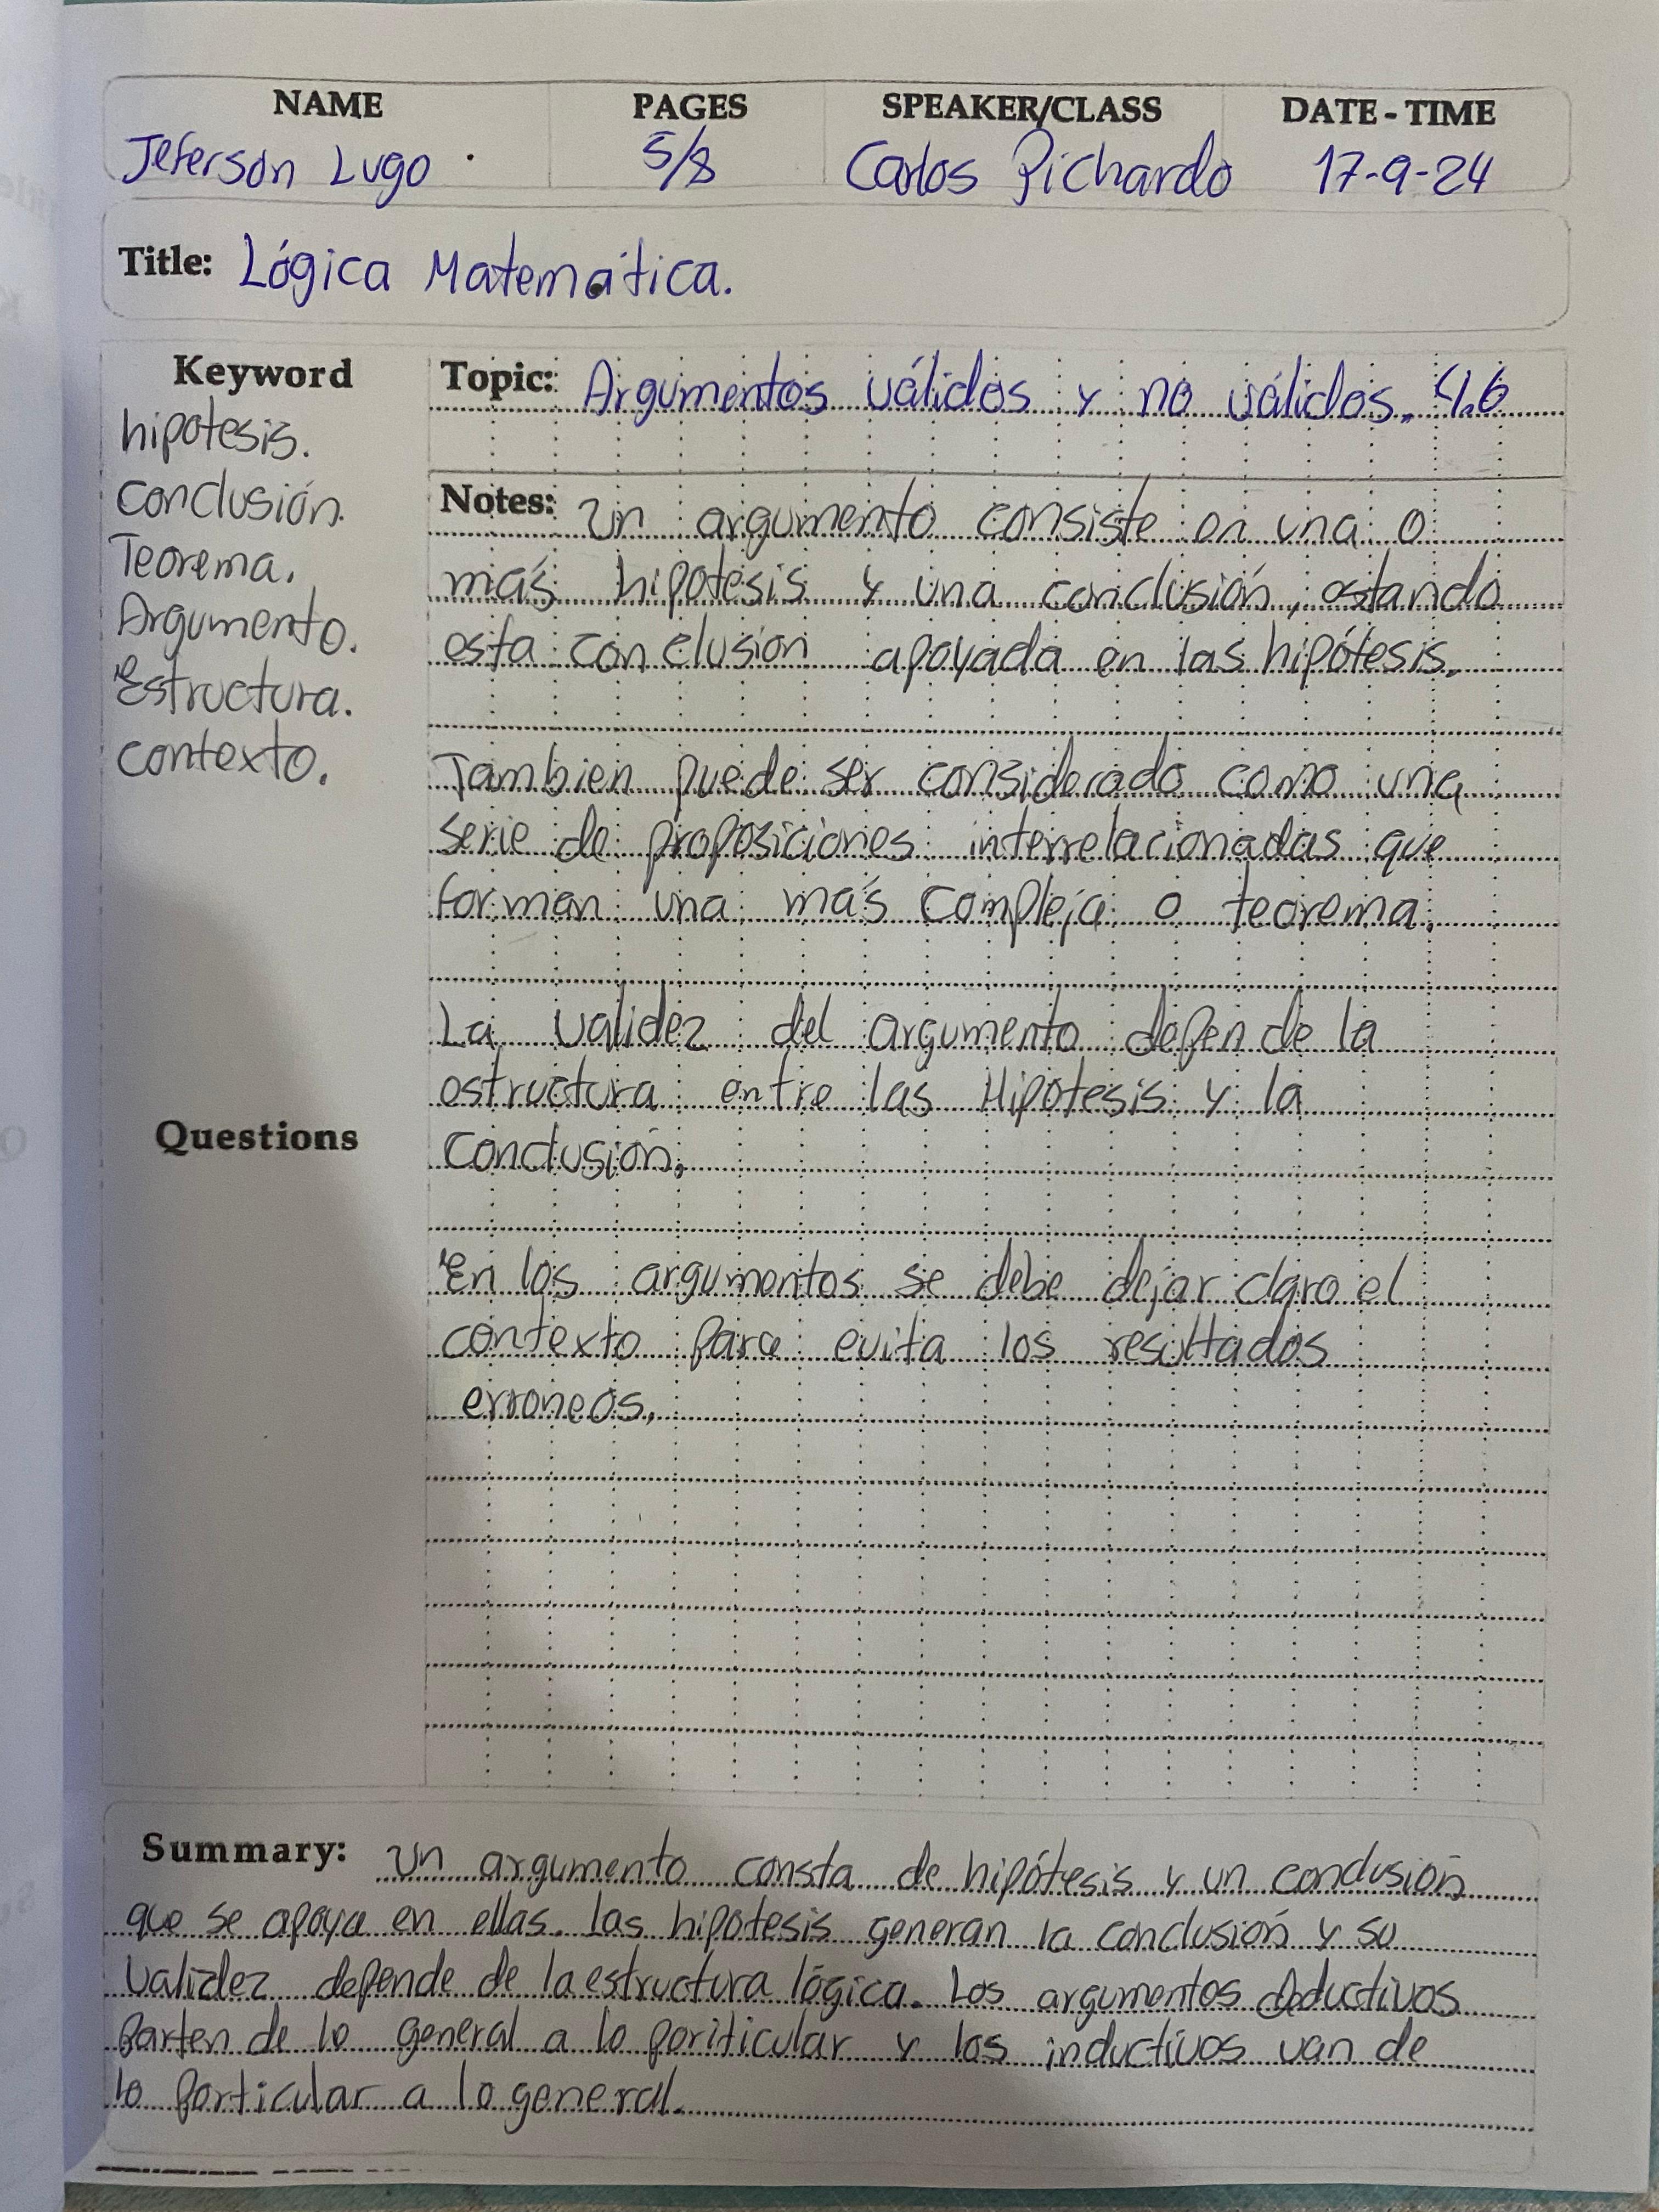 NAME PAGES SPEAKER/CLASS DATE - TIME
Jeferson Lugo . 5/8 Carlos Pichardo 17-9-24
Title: Lógica Matemática.
Keyword
hipotesis.
Conclusión.
Teorema.
Argumento.
Estructura.
contexto.
Topic: Argumentos válidos y no válidos. 4.6
Notes: Un argumento consiste en una o
más hipotesis y una conclusión, estando
esta conclusión apoyada en las hipótesis.
Tambien puede ser considerado como una
serie de proposiciones interrelacionadas que
forman una más compleja o teorema.
La validez del argumento depende la
estructura entre las Hipotesis y la
Conclusión.
En los argumentos se debe dejar claro el
contexto para evita los resultados
erroneos.
Questions
Summary: Un argumento consta de hipótesis y un conclusión
que se apoya en ellas. las hipotesis generan la conclusión y su
validez depende de la estructura lógica. Los argumentos deductivos
Parten de lo general a lo poriticular y los inductivos van de
lo particular a lo general.